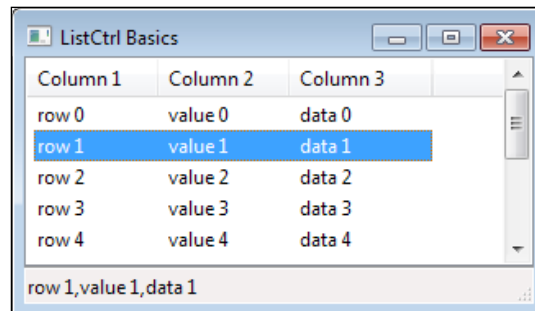 ListCtrl Basics
Column 1 Column 2 Column 3
row 0 value 0 data 0
row 1 value 1 data 1
row 2 value 2 data 2
row 3 value 3 data 3
row 4 value 4 data 4
row 1,value 1,data 1